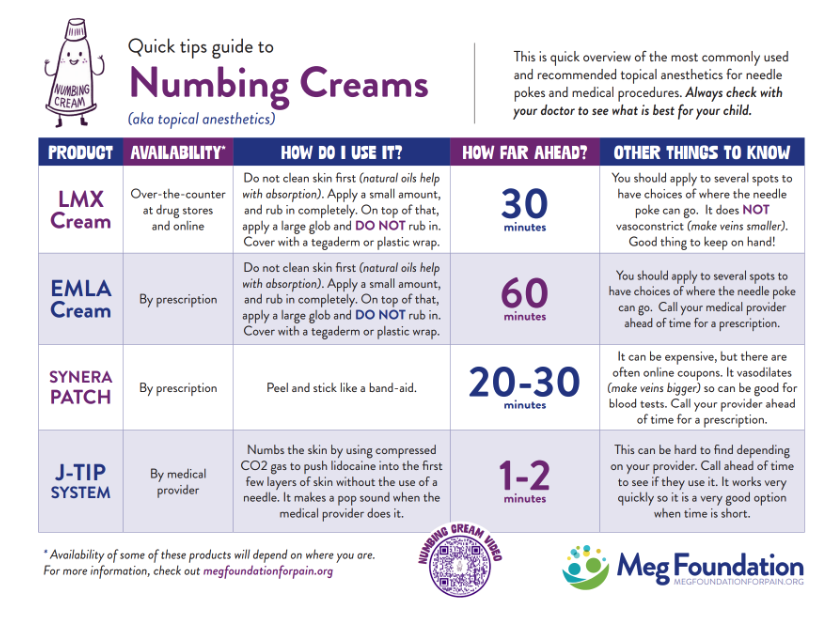 Quick tips guide to
Numbing Creams
(aka topical anesthetics)
NUMBING
CREAM
This is quick overview of the most commonly used
and recommended topical anesthetics for needle
pokes and medical procedures. Always check with
your doctor to see what is best for your child.
PRODUCT AVAILABILITY* HOW DO I USE IT? HOW FAR AHEAD? OTHER THINGS TO KNOW
LMX
Cream
Over-the-counter
at drug stores
and online
Do not clean skin first (natural oils help
with absorption). Apply a small amount,
and rub in completely. On top of that,
apply a large glob and DO NOT rub in.
Cover with a tegaderm or plastic wrap.
30
minutes
You should apply to several spots to
have choices of where the needle
poke can go. It does NOT
vasoconstrict (make veins smaller).
Good thing to keep on hand!
EMLA
Cream
By prescription
Do not clean skin first (natural oils help
with absorption). Apply a small amount,
and rub in completely. On top of that,
apply a large glob and DO NOT rub in.
Cover with a tegaderm or plastic wrap.
60
minutes
You should apply to several spots to
have choices of where the needle poke
can go. Call your medical provider
ahead of time for a prescription.
SYNERA
PATCH
By prescription
Peel and stick like a band-aid.
20-30
minutes
It can be expensive, but there are
often online coupons. It vasodilates
(make veins bigger) so can be good for
blood tests. Call your provider ahead
of time for a prescription.
J-TIP
SYSTEM
By medical
provider
Numbs the skin by using compressed
CO2 gas to push lidocaine into the first
few layers of skin without the use of a
needle. It makes a pop sound when the
medical provider does it.
1-2
minutes
This can be hard to find depending
on your provider. Call ahead of time
to see if they use it. It works very
quickly so it is a very good option
when time is short.
* Availability of some of these products will depend on where you are.
For more information, check out megfoundationforpain.org
NUMBING CREAM VIDEO
Meg Foundation
MEGFOUNDATIONFORPAIN.ORG